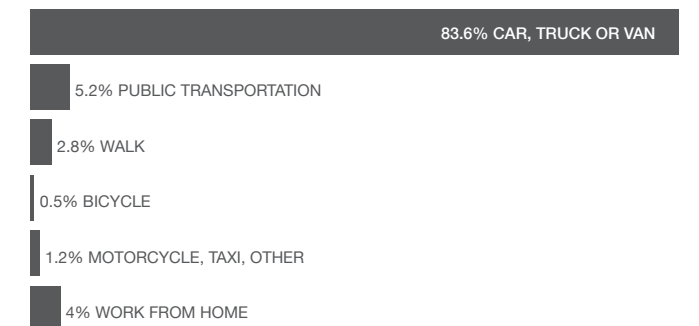 83.6% CAR, TRUCK OR VAN
5.2% PUBLIC TRANSPORTATION
2.8% WALK
0.5% BICYCLE
1.2% MOTORCYCLE, TAXI, OTHER
4% WORK FROM HOME